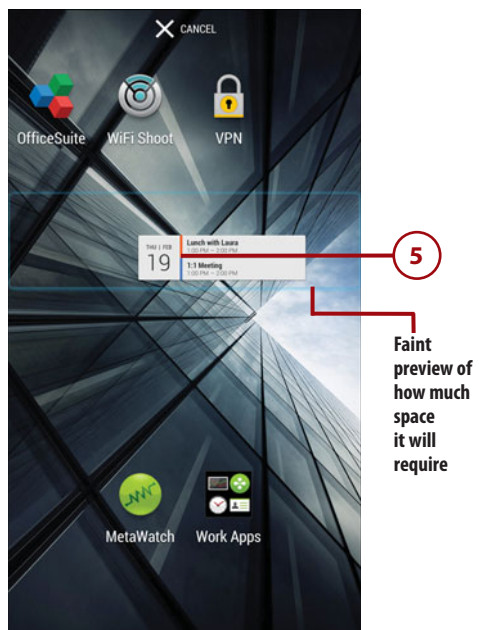 CANCEL
OfficeSuite WiFi Shoot VPN
THU | FEB
19
Lunch with Laura
1:00 PM – 2:00 PM
1:1 Meeting
1:00 PM – 2:00 PM
5
Faint
preview of
how much
space
it will
require
MetaWatch Work Apps